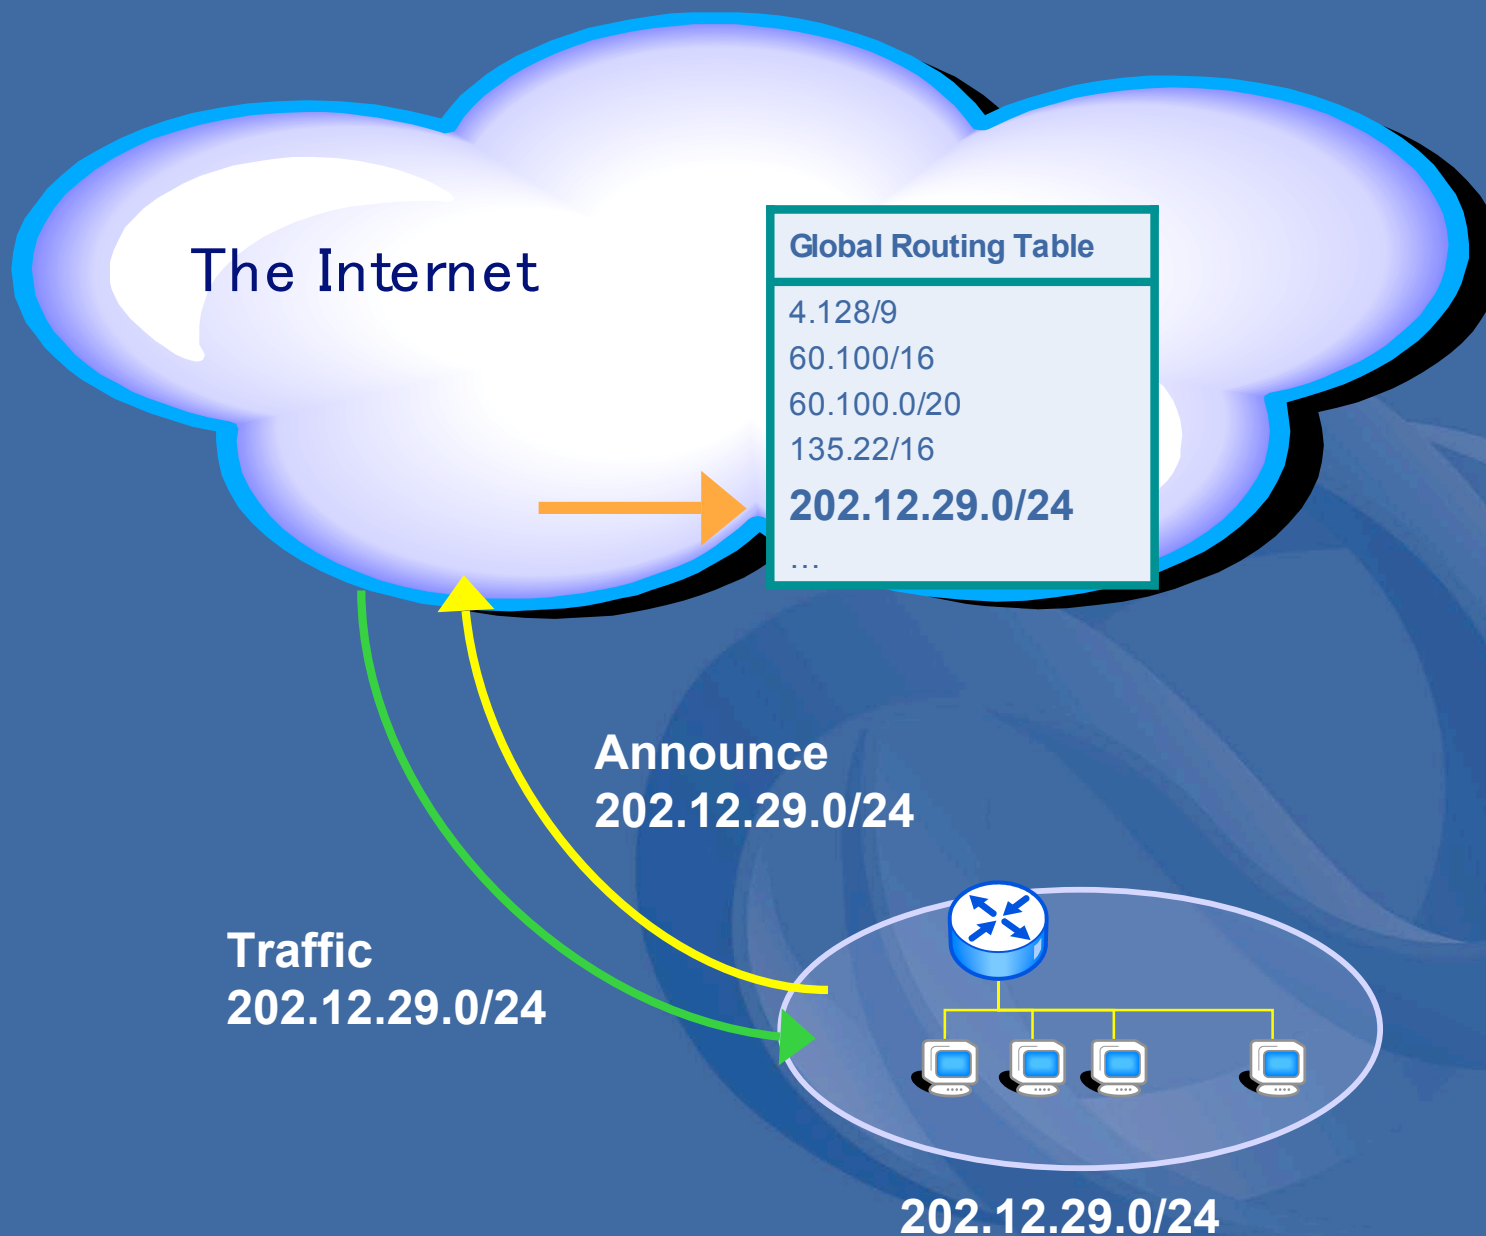 The Internet
Global Routing Table
4.128/9
60.100/16
60.100.0/20
135.22/16
202.12.29.0/24
...
Announce
202.12.29.0/24
Traffic
202.12.29.0/24
202.12.29.0/24